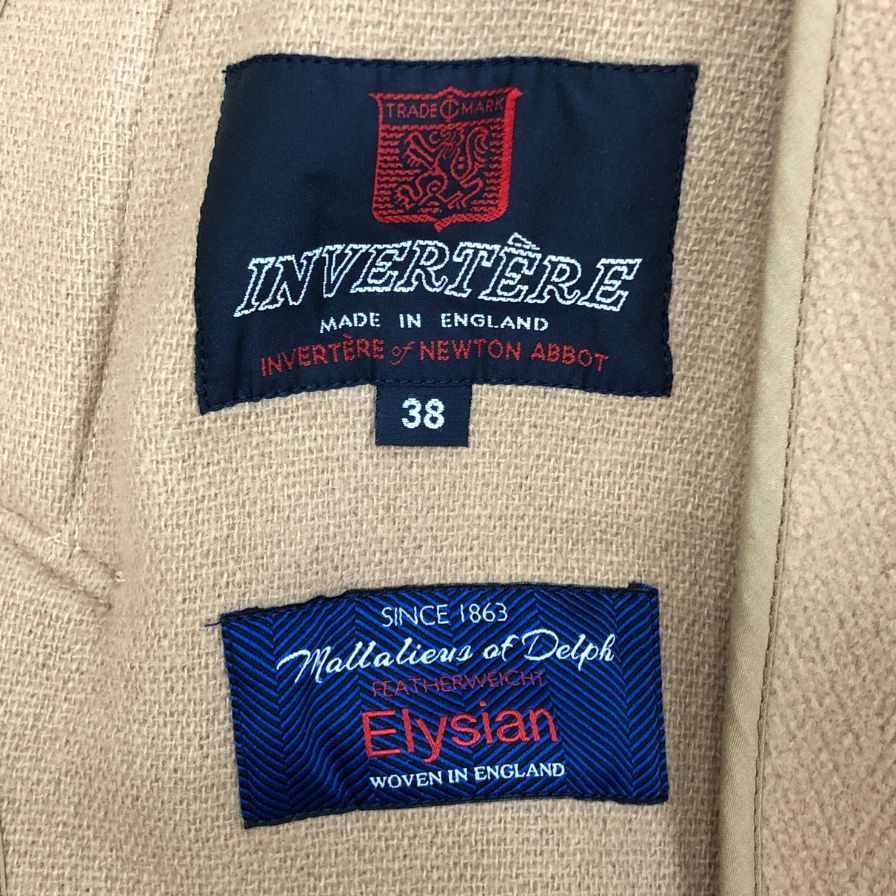 TRADE MARK
INVERTÊRE
MADE IN ENGLAND
INVERTÈRE of NEWTON ABBOT
38
SINCE 1863
Mallalieus of Delph
FEATHERWEIGHT
Elysian
WOVEN IN ENGLAND